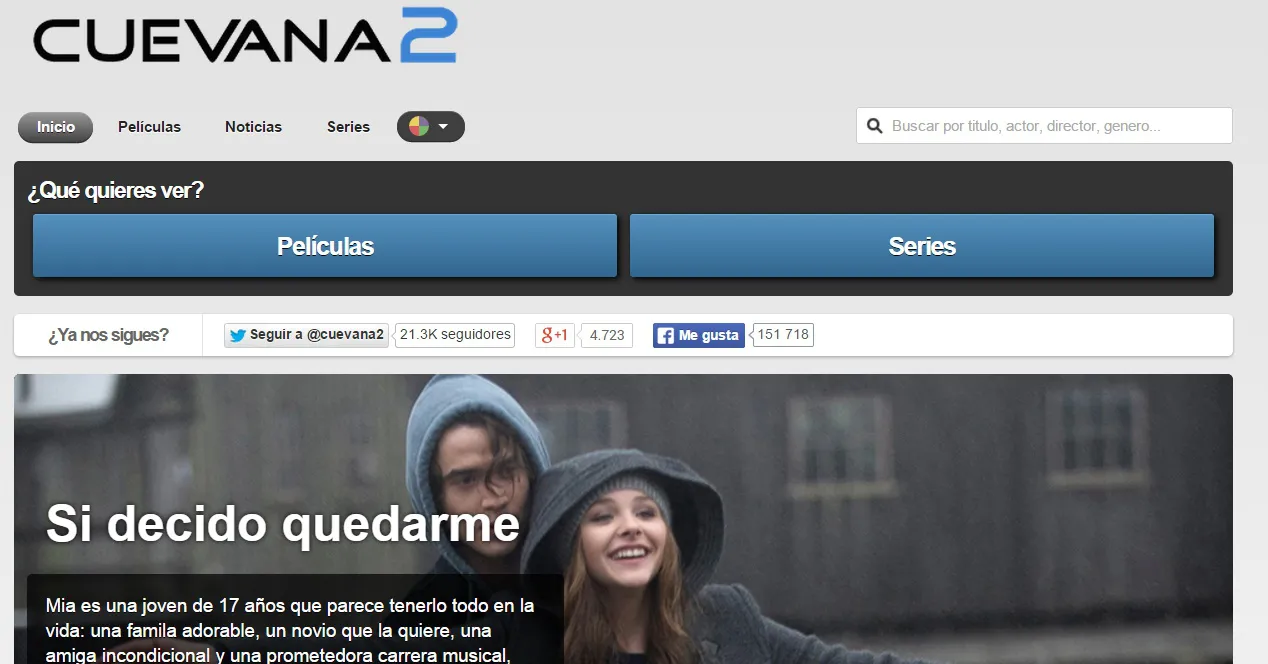 CUEVANA2
Inicio Películas Noticias Series
Buscar por titulo, actor, director, genero...
¿Qué quieres ver?
Películas Series
¿Ya nos sigues? Seguir a @cuevana2 21.3K seguidores g+1 4.723 f Me gusta 151 718
Si decido quedarme
Mia es una joven de 17 años que parece tenerlo todo en la
vida: una famila adorable, un novio que la quiere, una
amiga incondicional y una prometedora carrera musical,